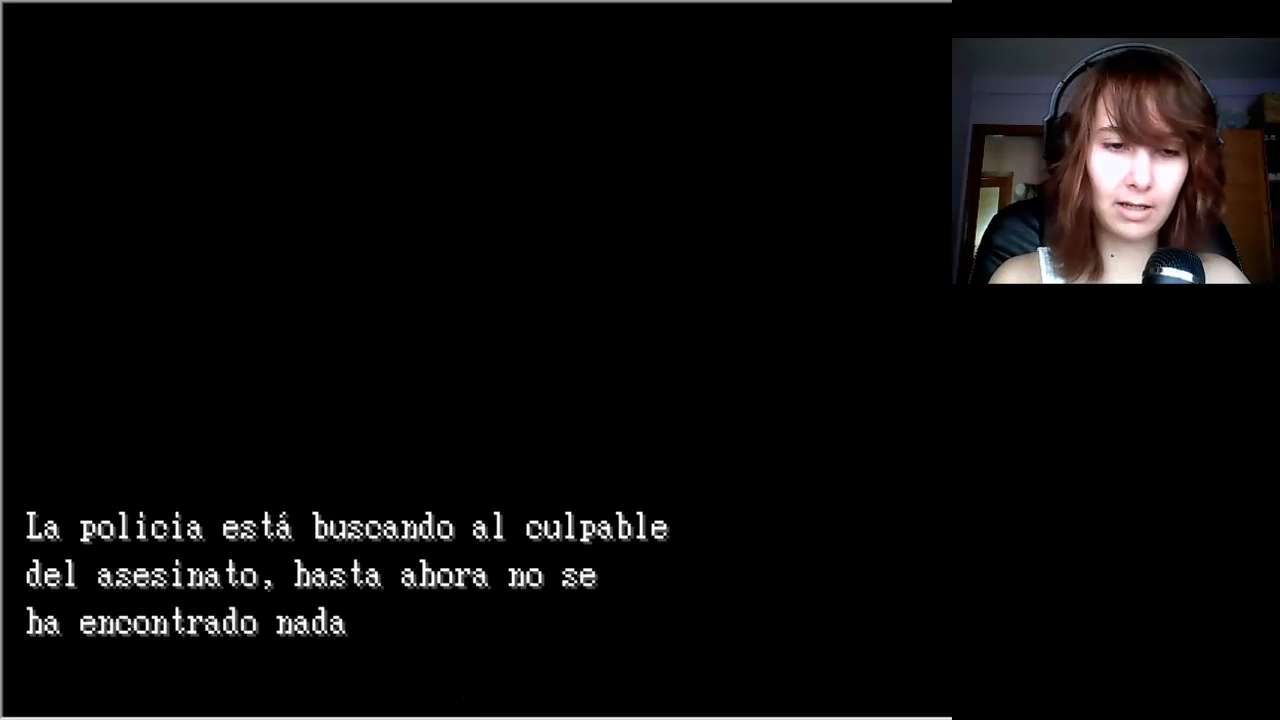 La policia está buscando al culpable
del asesinato, hasta ahora no se
ha encontrado nada